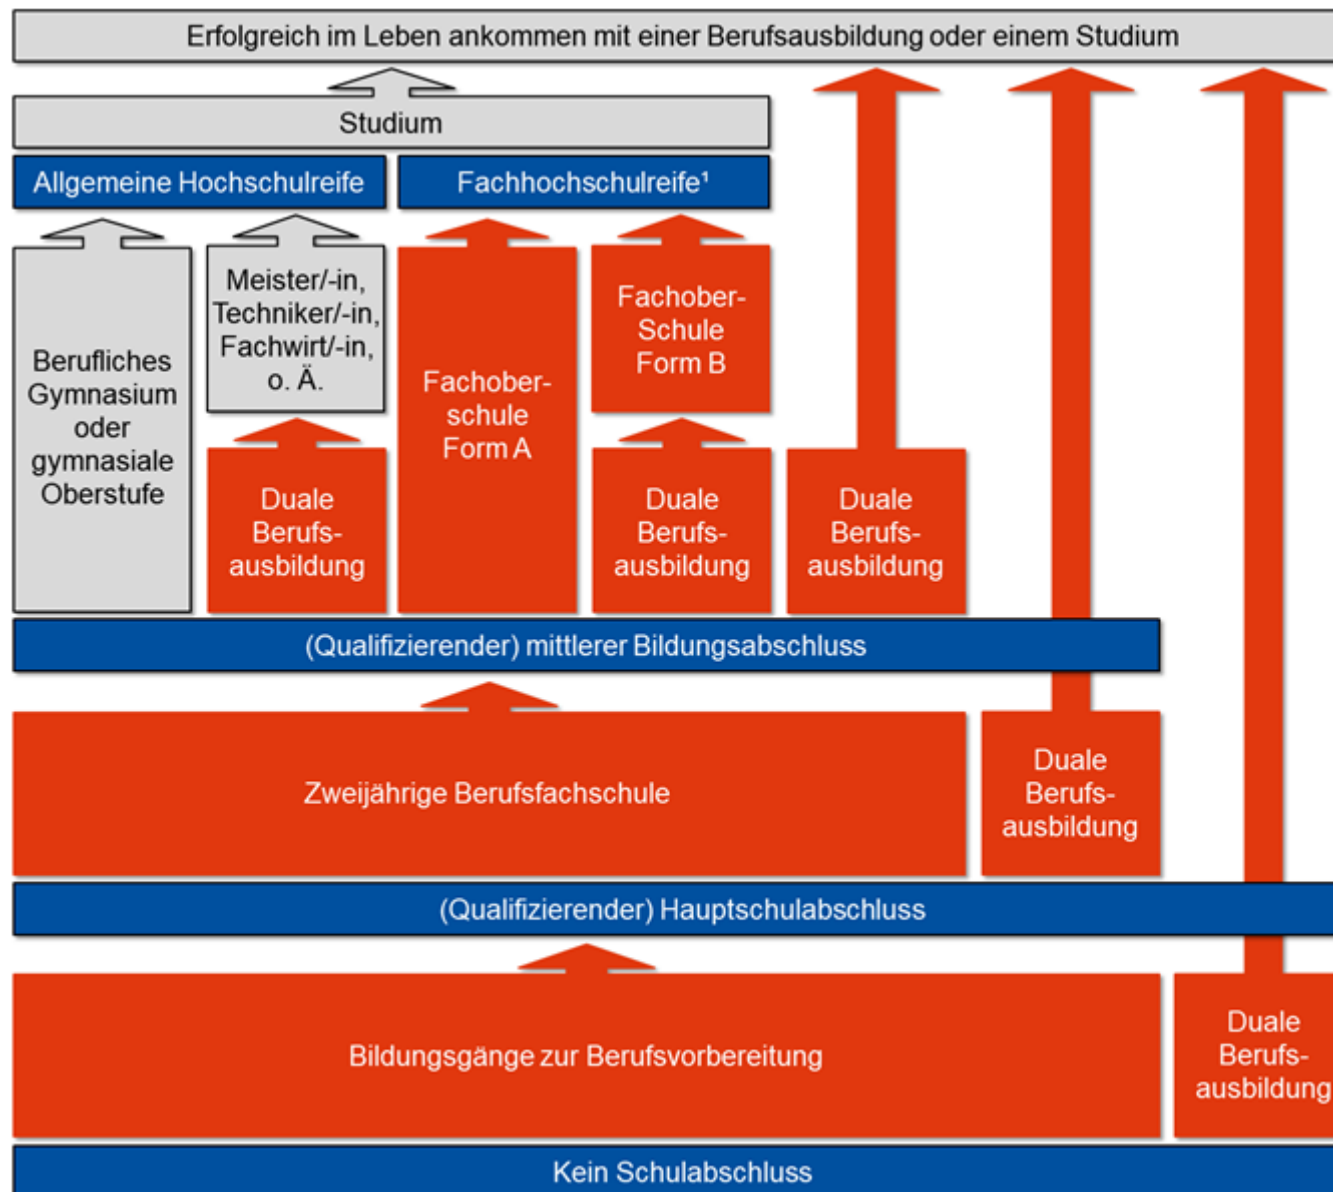 Erfolgreich im Leben ankommen mit einer Berufsausbildung oder einem Studium
Studium
Allgemeine Hochschulreife
Fachhochschulreife¹
Berufliches
Gymnasium
oder
gymnasiale
Oberstufe
Meister/-in,
Techniker/-in,
Fachwirt/-in,
o. Ä.
Duale
Berufs-
ausbildung
Fachober-
schule
Form A
Fachober-
Schule
Form B
Duale
Berufs-
ausbildung
Duale
Berufs-
ausbildung
(Qualifizierender) mittlerer Bildungsabschluss
Zweijährige Berufsfachschule
Duale
Berufs-
ausbildung
(Qualifizierender) Hauptschulabschluss
Bildungsgänge zur Berufsvorbereitung
Duale
Berufs-
ausbildung
Kein Schulabschluss